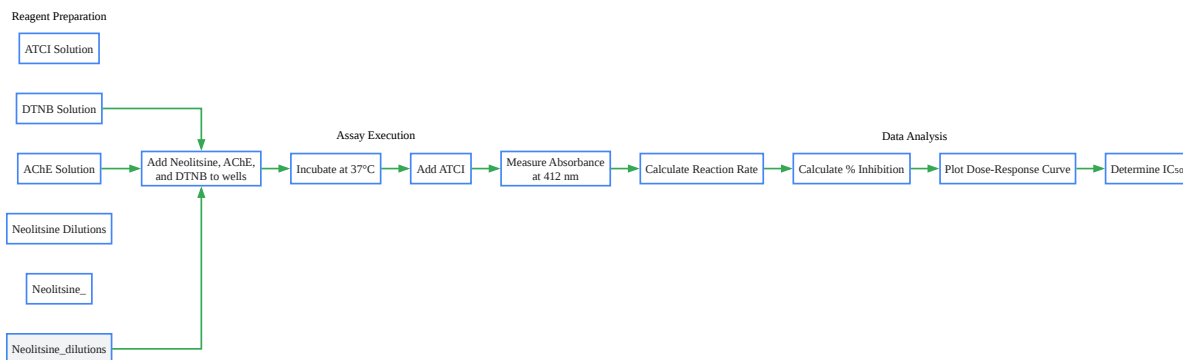 Reagent Preparation
ATCI Solution
DTNB Solution
AChE Solution
Neolitsine Dilutions
Neolitsine_
Neolitsine_dilutions
Add Neolitsine, AChE,
and DTNB to wells
Assay Execution
Incubate at 37°C
Add ATCI
Measure Absorbance
at 412 nm
Calculate Reaction Rate
Data Analysis
Calculate % Inhibition
Plot Dose-Response Curve
Determine IC₅₀